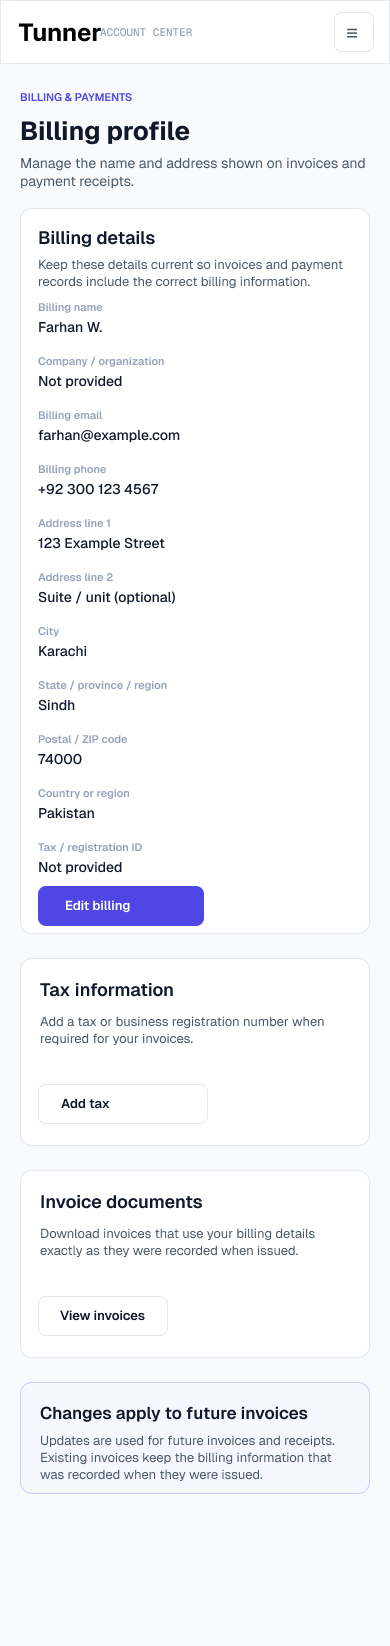 Tunner ACCOUNT CENTER
BILLING & PAYMENTS
Billing profile
Manage the name and address shown on invoices and
payment receipts.
Billing details
Keep these details current so invoices and payment
records include the correct billing information.
Billing name
Farhan W.
Company / organization
Not provided
Billing email
farhan@example.com
Billing phone
+92 300 123 4567
Address line 1
123 Example Street
Address line 2
Suite / unit (optional)
City
Karachi
State / province / region
Sindh
Postal / ZIP code
74000
Country or region
Pakistan
Tax / registration ID
Not provided
Edit billing
Tax information
Add a tax or business registration number when
required for your invoices.
Add tax
Invoice documents
Download invoices that use your billing details
exactly as they were recorded when issued.
View invoices
Changes apply to future invoices
Updates are used for future invoices and receipts.
Existing invoices keep the billing information that
was recorded when they were issued.